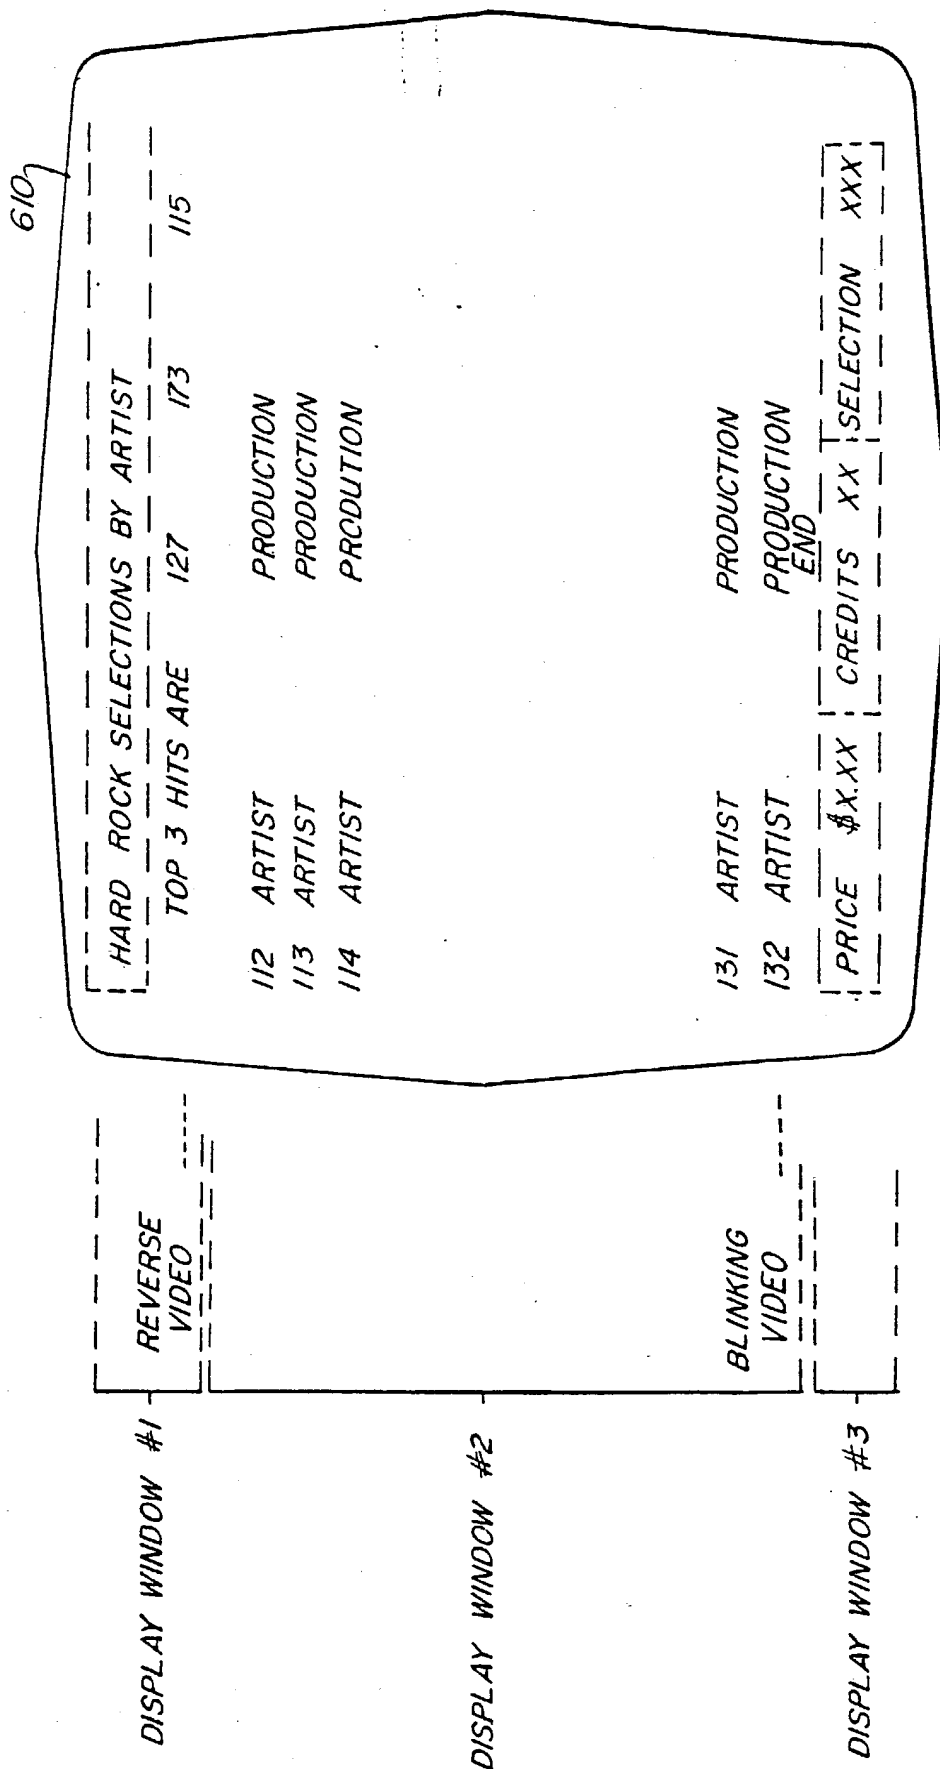 610
HARD ROCK SELECTIONS BY ARTIST
TOP 3 HITS ARE 127 173 115
112 ARTIST PRODUCTION
113 ARTIST PRODUCTION
114 ARTIST PRODUTION
131 ARTIST PRODUCTION
132 ARTIST PRODUCTION
END
PRICE $X.XX CREDITS XX SELECTION XXX
DISPLAY WINDOW #1
REVERSE
VIDEO
DISPLAY WINDOW #2
BLINKING
VIDEO
DISPLAY WINDOW #3